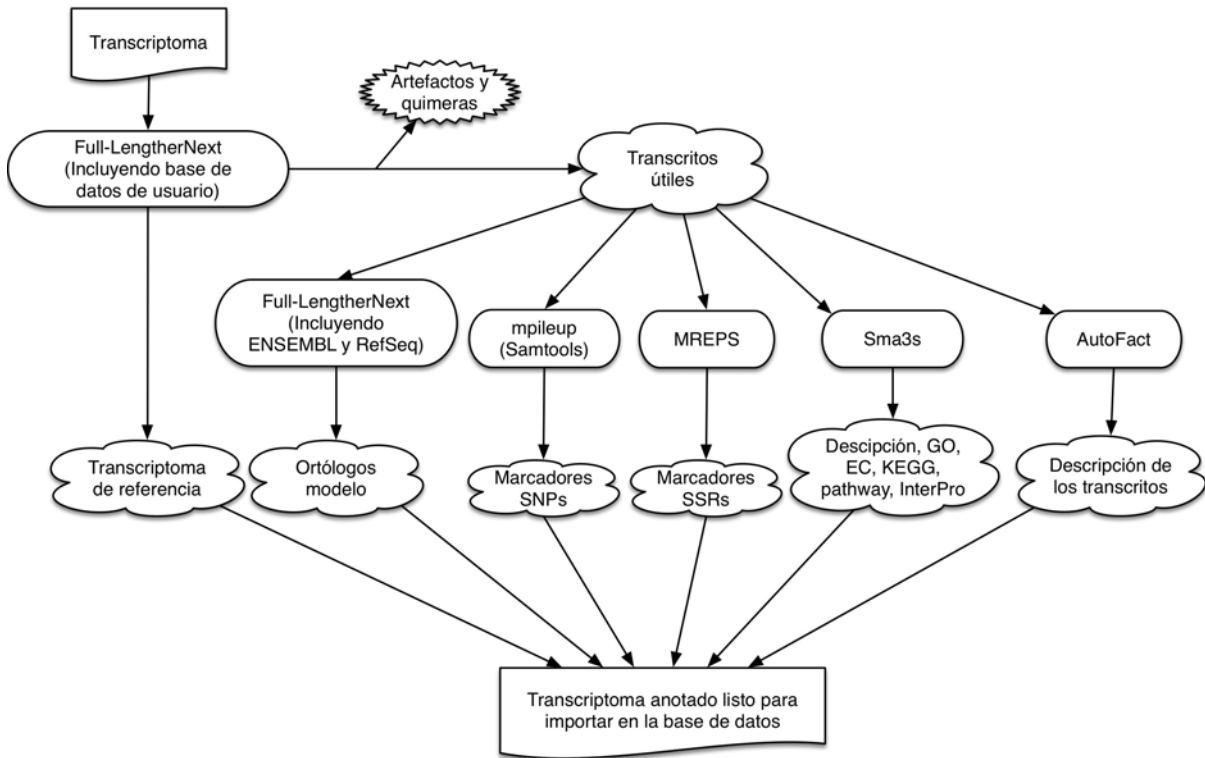 Transcriptoma
Artefactos y
quimeras
Full-LengtherNext
(Incluyendo base de
datos de usuario)
Transcritos
útiles
Full-LengtherNext
(Incluyendo
ENSEMBL y RefSeq)
mpileup
(Samtools)
MREPS
Sma3s
AutoFact
Transcriptoma
de referencia
Ortólogos
modelo
Marcadores
SNPs
Marcadores
SSRs
Descipción, GO,
EC, KEGG,
pathway, InterPro
Descripción de
los transcritos
Transcriptoma anotado listo para
importar en la base de datos